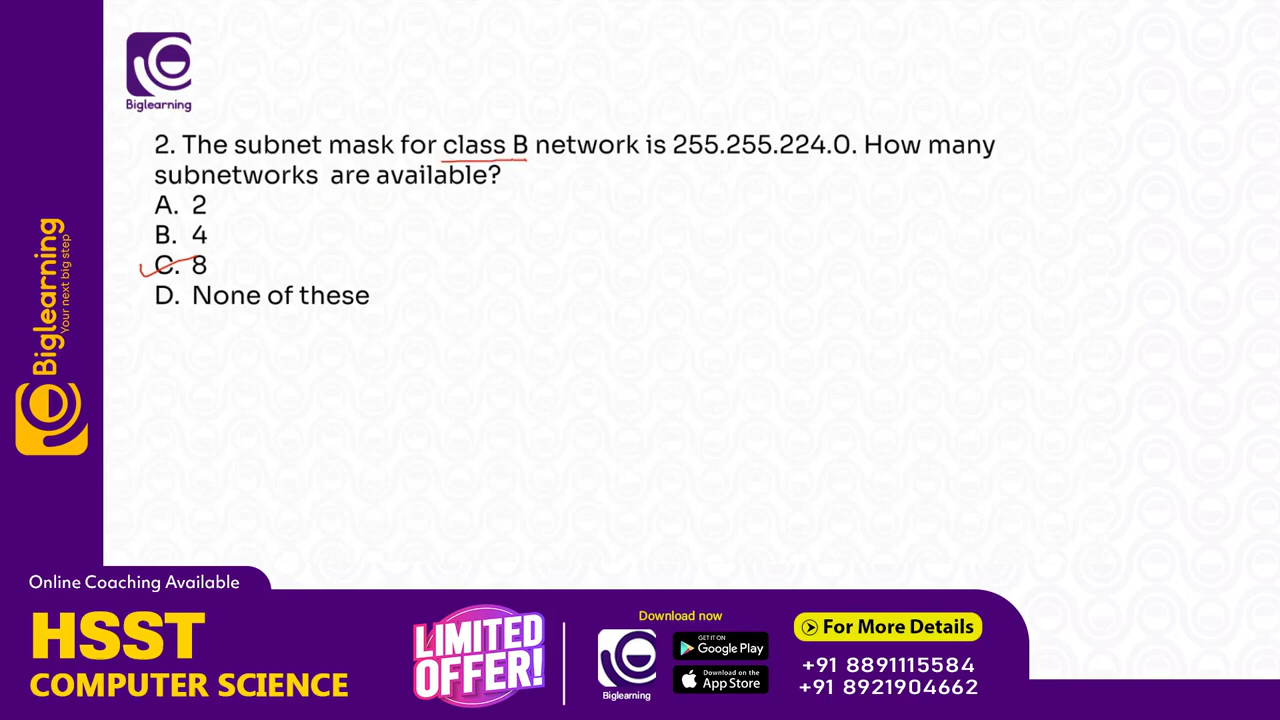 Biglearning
2. The subnet mask for class B network is 255.255.224.0. How many
subnetworks are available?
A. 2
B. 4
C. 8
D. None of these
Biglearning
Your next big step
Online Coaching Available
HSST
COMPUTER SCIENCE
LIMITED
OFFER!
Download now
Biglearning
GET IT ON
Google Play
Download on the
App Store
For More Details
+91 8891115584
+91 8921904662